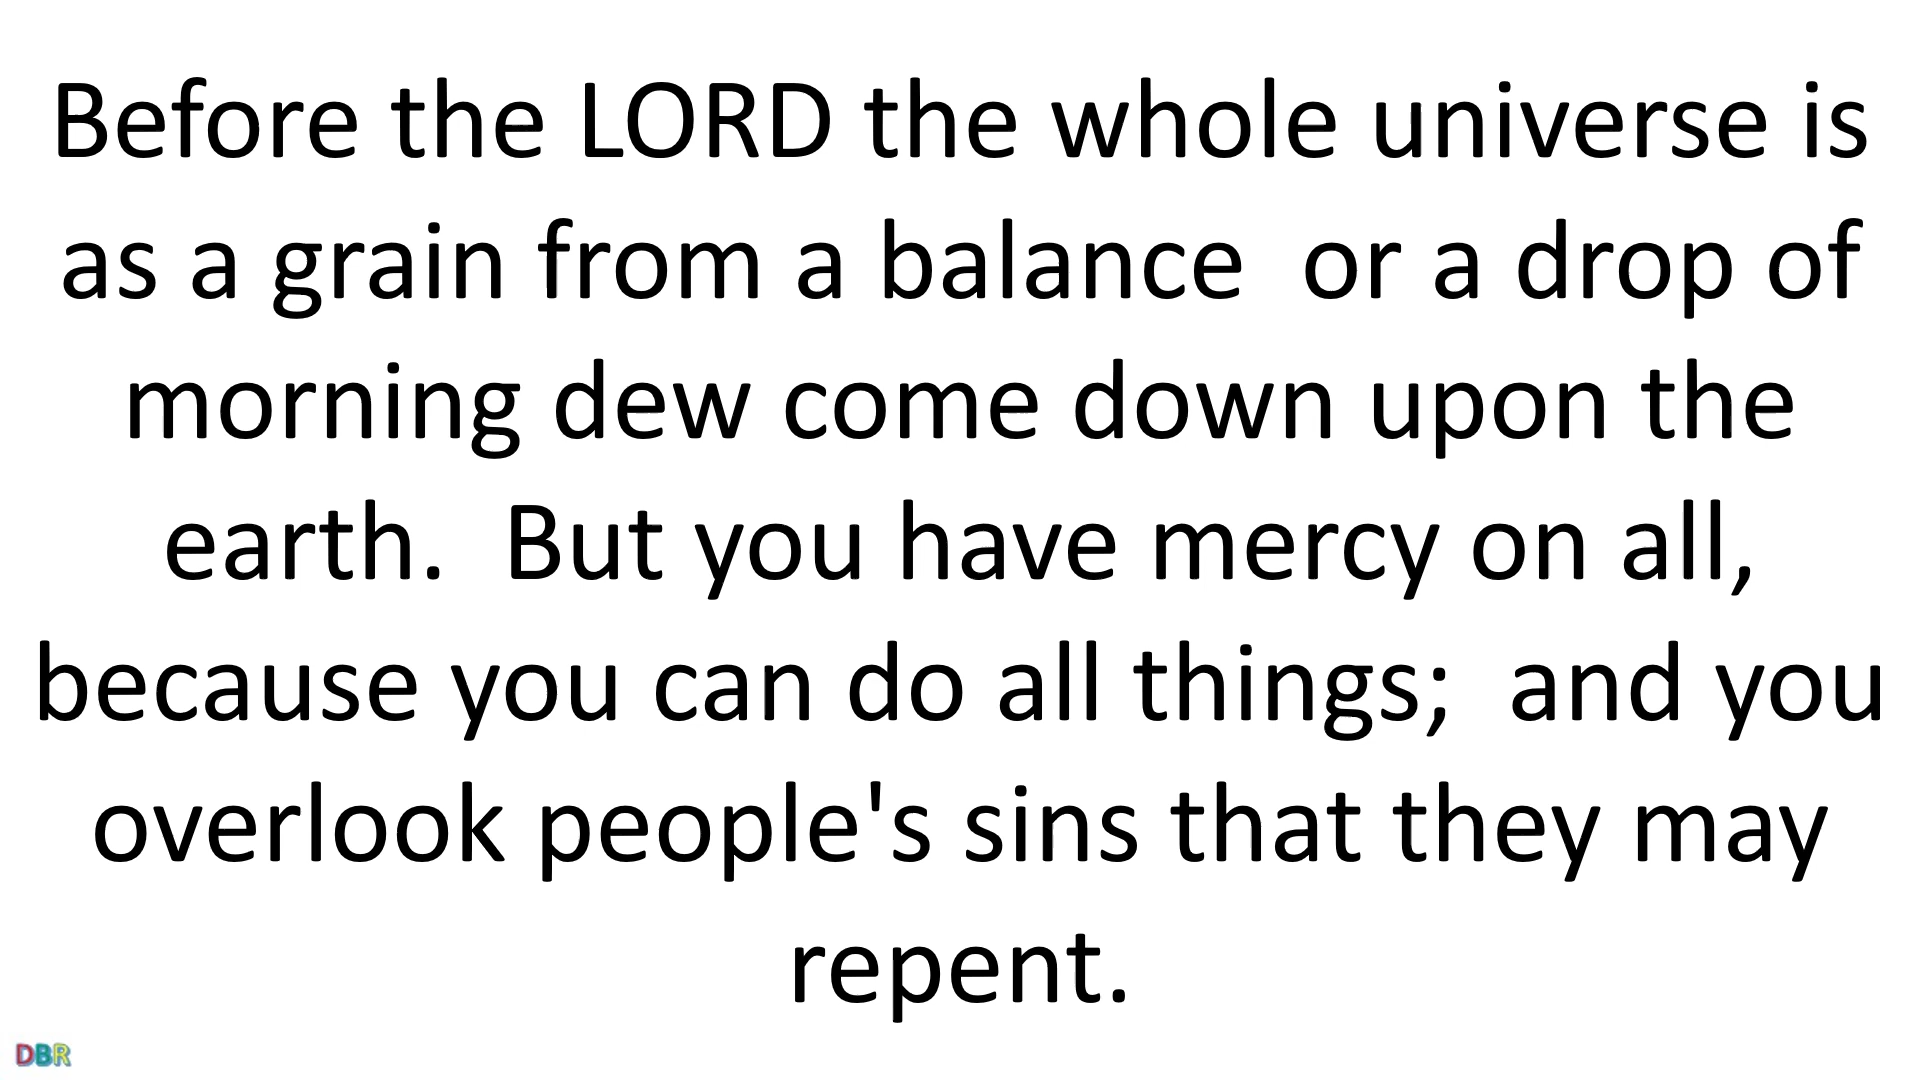 Before the LORD the whole universe is
as a grain from a balance  or a drop of
morning dew come down upon the
earth.  But you have mercy on all,
because you can do all things;  and you
overlook people's sins that they may
repent.
DBR